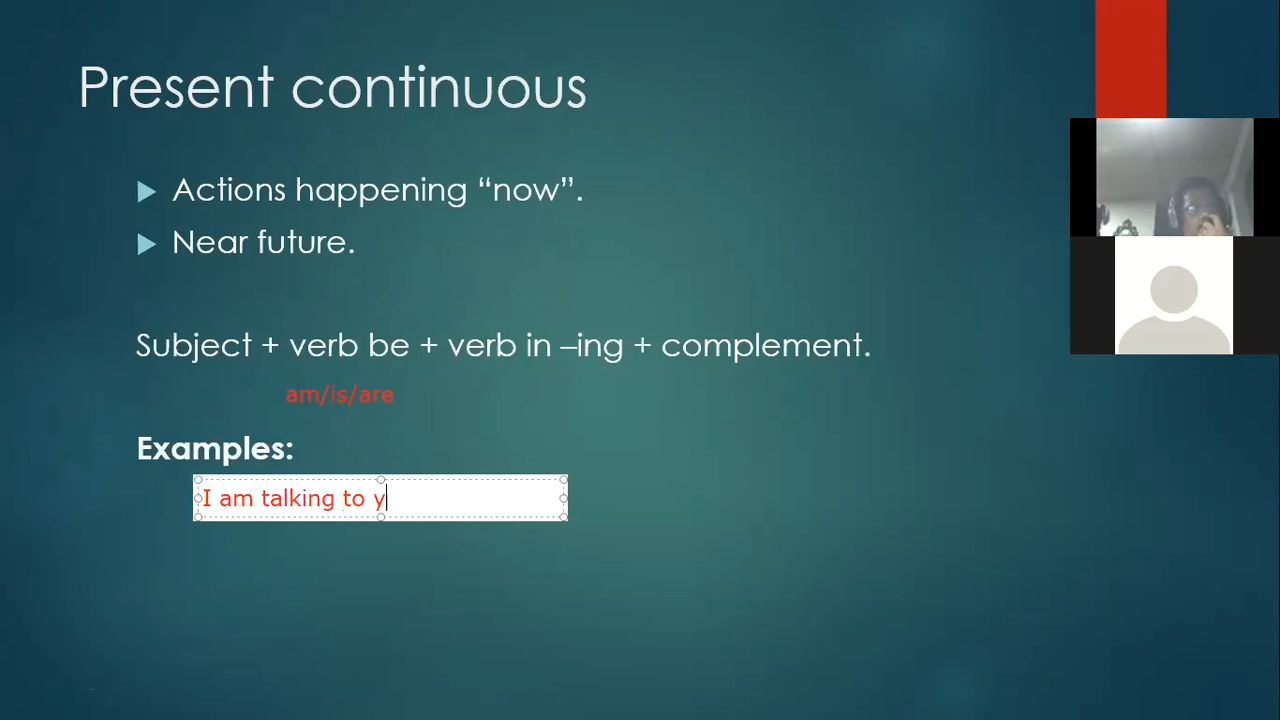 Present continuous
Actions happening “now”.
Near future.
Subject + verb be + verb in –ing + complement.
am/is/are
Examples:
I am talking to y